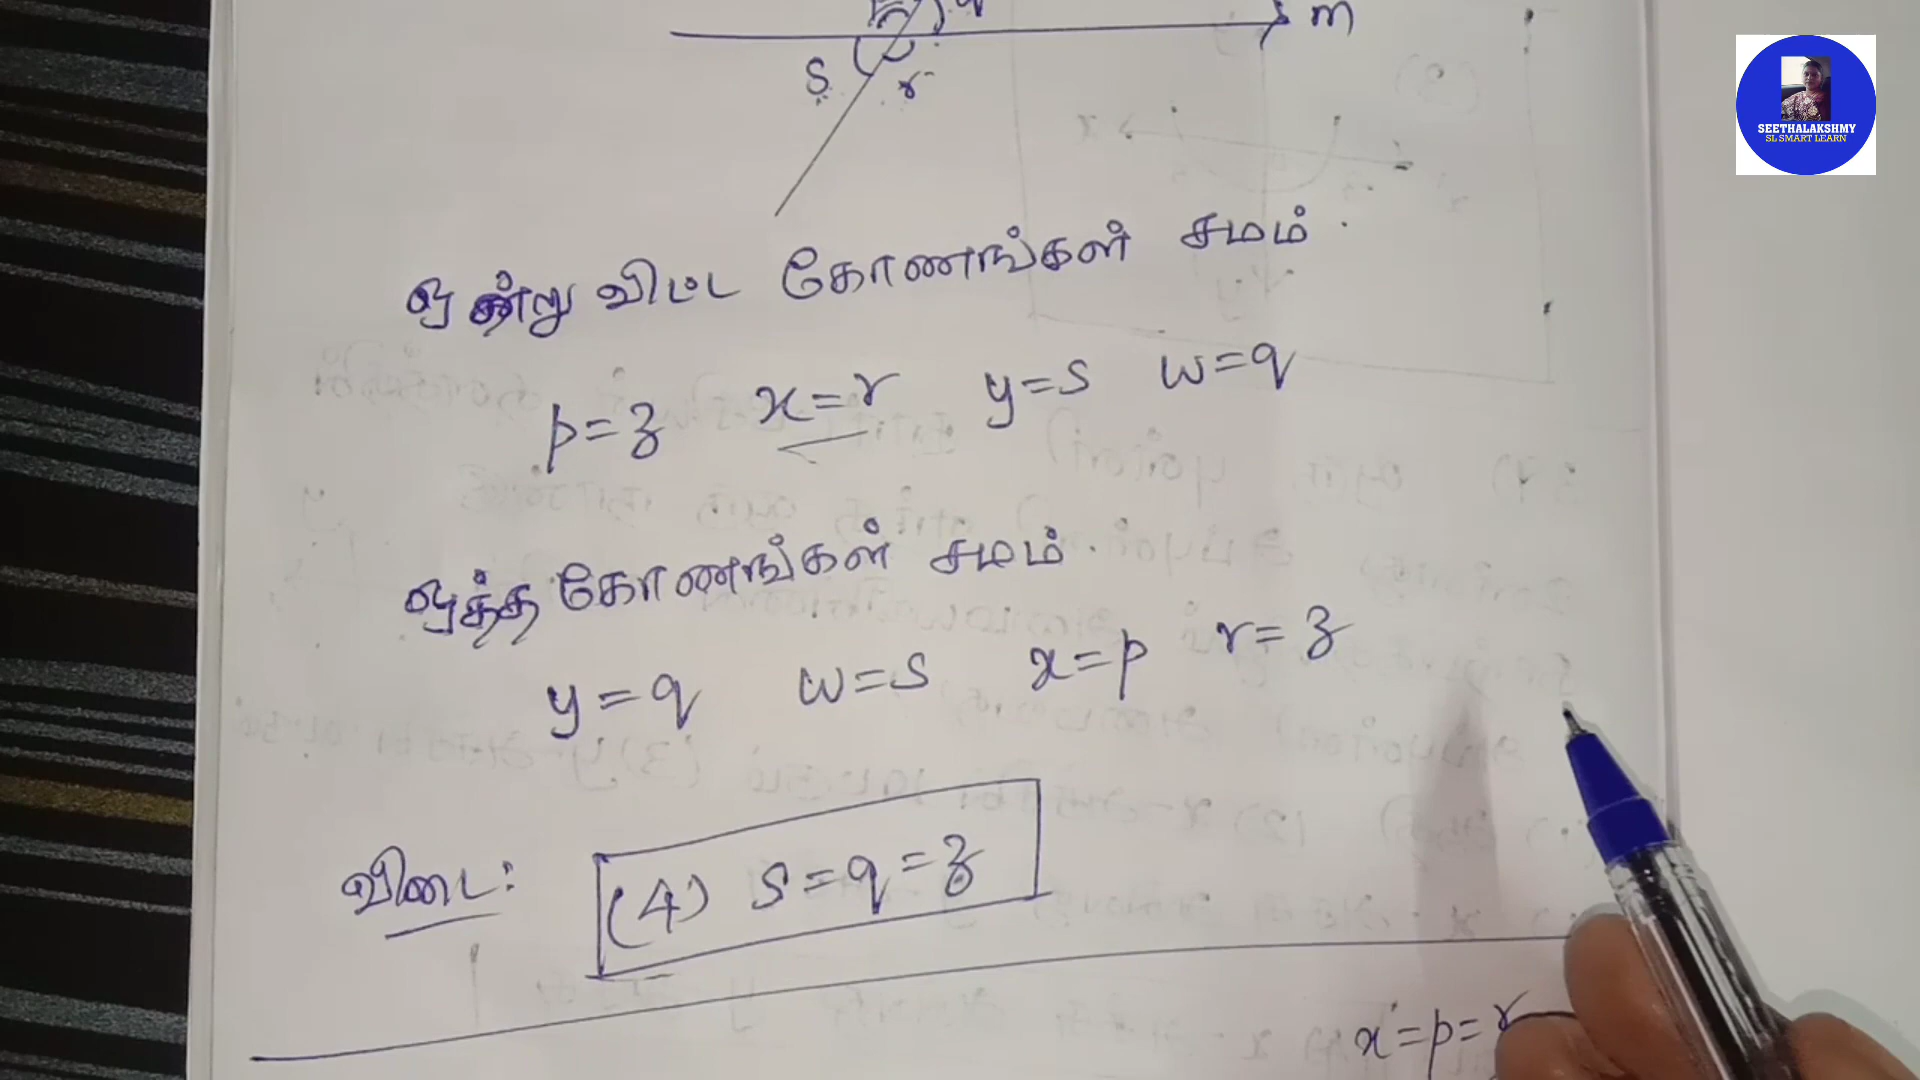 q m
S r
ஒன்று விட்ட கோணங்கள் சமம்.
p=z x=r y=s w=q
ஒத்த கோணங்கள் சமம்.
y=q w=s x=p r=z
விடை: (4) s=q=z
x=p=r
SEETHALAKSHMY
SL SMART LEARN